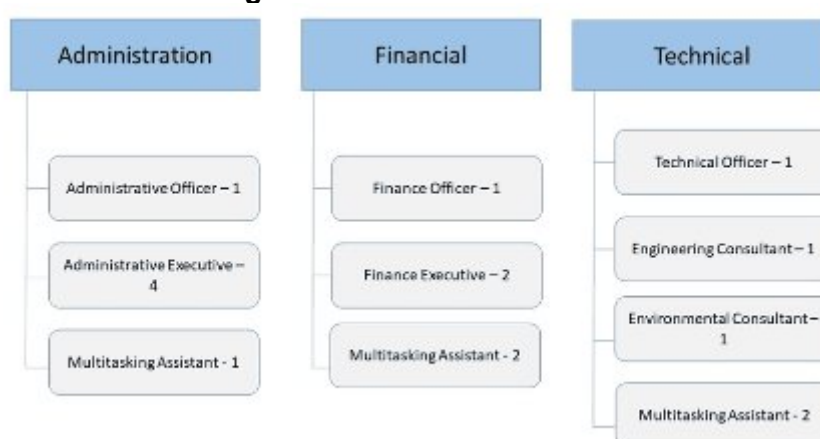 Administration
Administrative Officer – 1
Administrative Executive –
4
Multitasking Assistant - 1
Financial
Finance Officer – 1
Finance Executive – 2
Multitasking Assistant - 2
Technical
Technical Officer – 1
Engineering Consultant – 1
Environmental Consultant –
1
Multitasking Assistant - 2